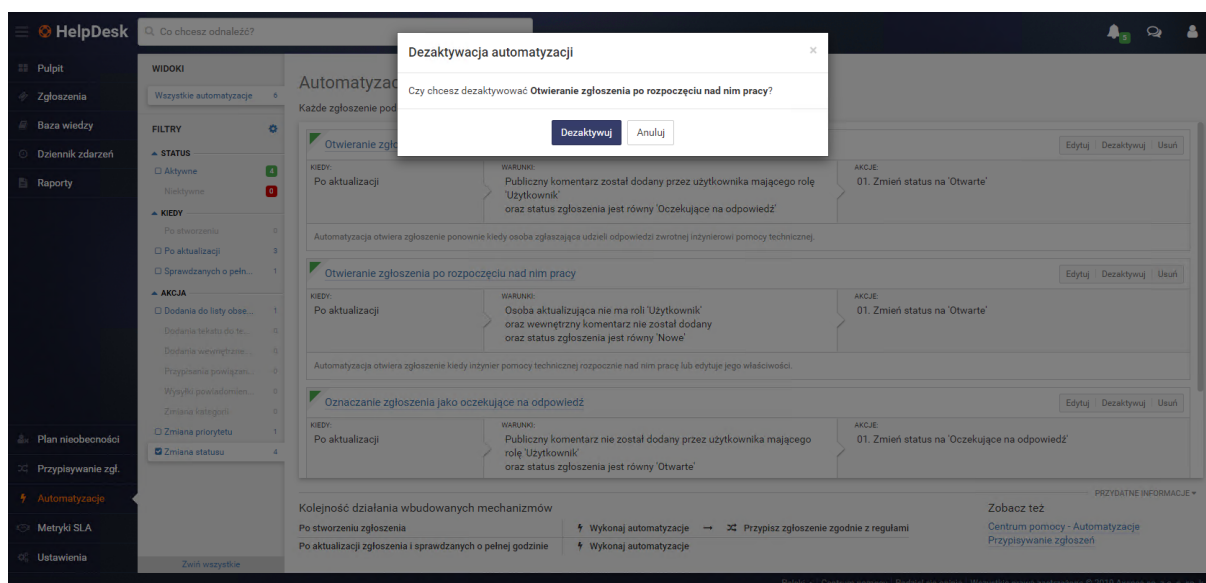 HelpDesk
Co chcesz odnaleźć?
5
Pulpit
Zgłoszenia
Baza wiedzy
Dziennik zdarzeń
Raporty
Plan nieobecności
Przypisywanie zgł.
Automatyzacje
Metryki SLA
Ustawienia
WIDOKI
Wszystkie automatyzacje 6
FILTRY
STATUS
Aktywne 4
Niektywne 0
KIEDY
Po stworzeniu 0
Po aktualizacji 3
Sprawdzanych o pełn... 1
AKCJA
Dodania do listy obse... 1
Dodania tekstu do te... 0
Dodania wewnętrzne... 0
Przypisania powiązan... 0
Wysyłki powiadomien... 0
Zmiana kategorii 0
Zmiana priorytetu 1
Zmiana statusu 4
Zwiń wszystkie
Dezaktywacja automatyzacji ×
Czy chcesz dezaktywować Otwieranie zgłoszenia po rozpoczęciu nad nim pracy?
Dezaktywuj Anuluj
Automatyzac
Każde zgłoszenie pod
Otwieranie zgło
Edytuj Dezaktywuj Usuń
KIEDY: WARUNKI: AKCJE:
Po aktualizacji
Publiczny komentarz został dodany przez użytkownika mającego rolę
'Użytkownik'
oraz status zgłoszenia jest równy 'Oczekujące na odpowiedź'
01. Zmień status na 'Otwarte'
Automatyzacja otwiera zgłoszenie ponownie kiedy osoba zgłaszająca udzieli odpowiedzi zwrotnej inżynierowi pomocy technicznej.
Otwieranie zgłoszenia po rozpoczęciu nad nim pracy
Edytuj Dezaktywuj Usuń
KIEDY: WARUNKI: AKCJE:
Po aktualizacji
Osoba aktualizująca nie ma roli 'Użytkownik'
oraz wewnętrzny komentarz nie został dodany
oraz status zgłoszenia jest równy 'Nowe'
01. Zmień status na 'Otwarte'
Automatyzacja otwiera zgłoszenie kiedy inżynier pomocy technicznej rozpocznie nad nim pracę lub edytuje jego właściwości.
Oznaczanie zgłoszenia jako oczekujące na odpowiedź
Edytuj Dezaktywuj Usuń
KIEDY: WARUNKI: AKCJE:
Po aktualizacji
Publiczny komentarz nie został dodany przez użytkownika mającego
rolę 'Użytkownik'
oraz status zgłoszenia jest równy 'Otwarte'
01. Zmień status na 'Oczekujące na odpowiedź'
PRZYDATNE INFORMACJE
Kolejność działania wbudowanych mechanizmów
Po stworzeniu zgłoszenia Wykonaj automatyzacje → Przypisz zgłoszenie zgodnie z regułami
Po aktualizacji zgłoszenia i sprawdzanych o pełnej godzinie Wykonaj automatyzacje
Zobacz też
Centrum pomocy - Automatyzacje
Przypisywanie zgłoszeń